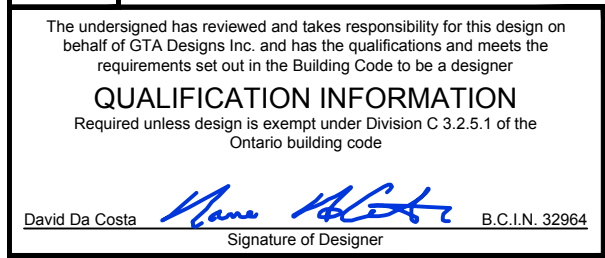 The undersigned has reviewed and takes responsibility for this design on
behalf of GTA Designs Inc. and has the qualifications and meets the
requirements set out in the Building Code to be a designer
QUALIFICATION INFORMATION
Required unless design is exempt under Division C 3.2.5.1 of the
Ontario building code
David Da Costa B.C.I.N. 32964
Signature of Designer